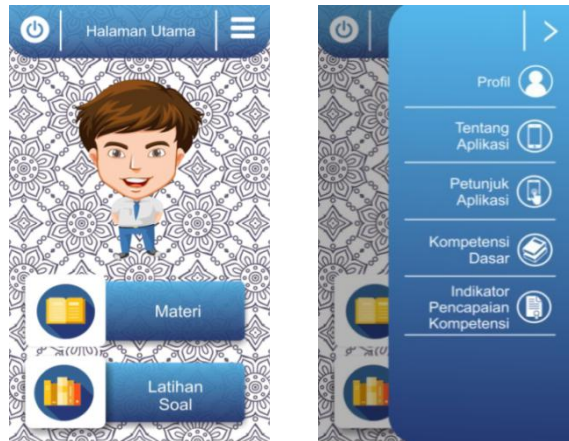 Halaman Utama
Materi
Latihan
Soal
Profil
Tentang
Aplikasi
Petunjuk
Aplikasi
Kompetensi
Dasar
Indikator
Pencapaian
Kompetensi